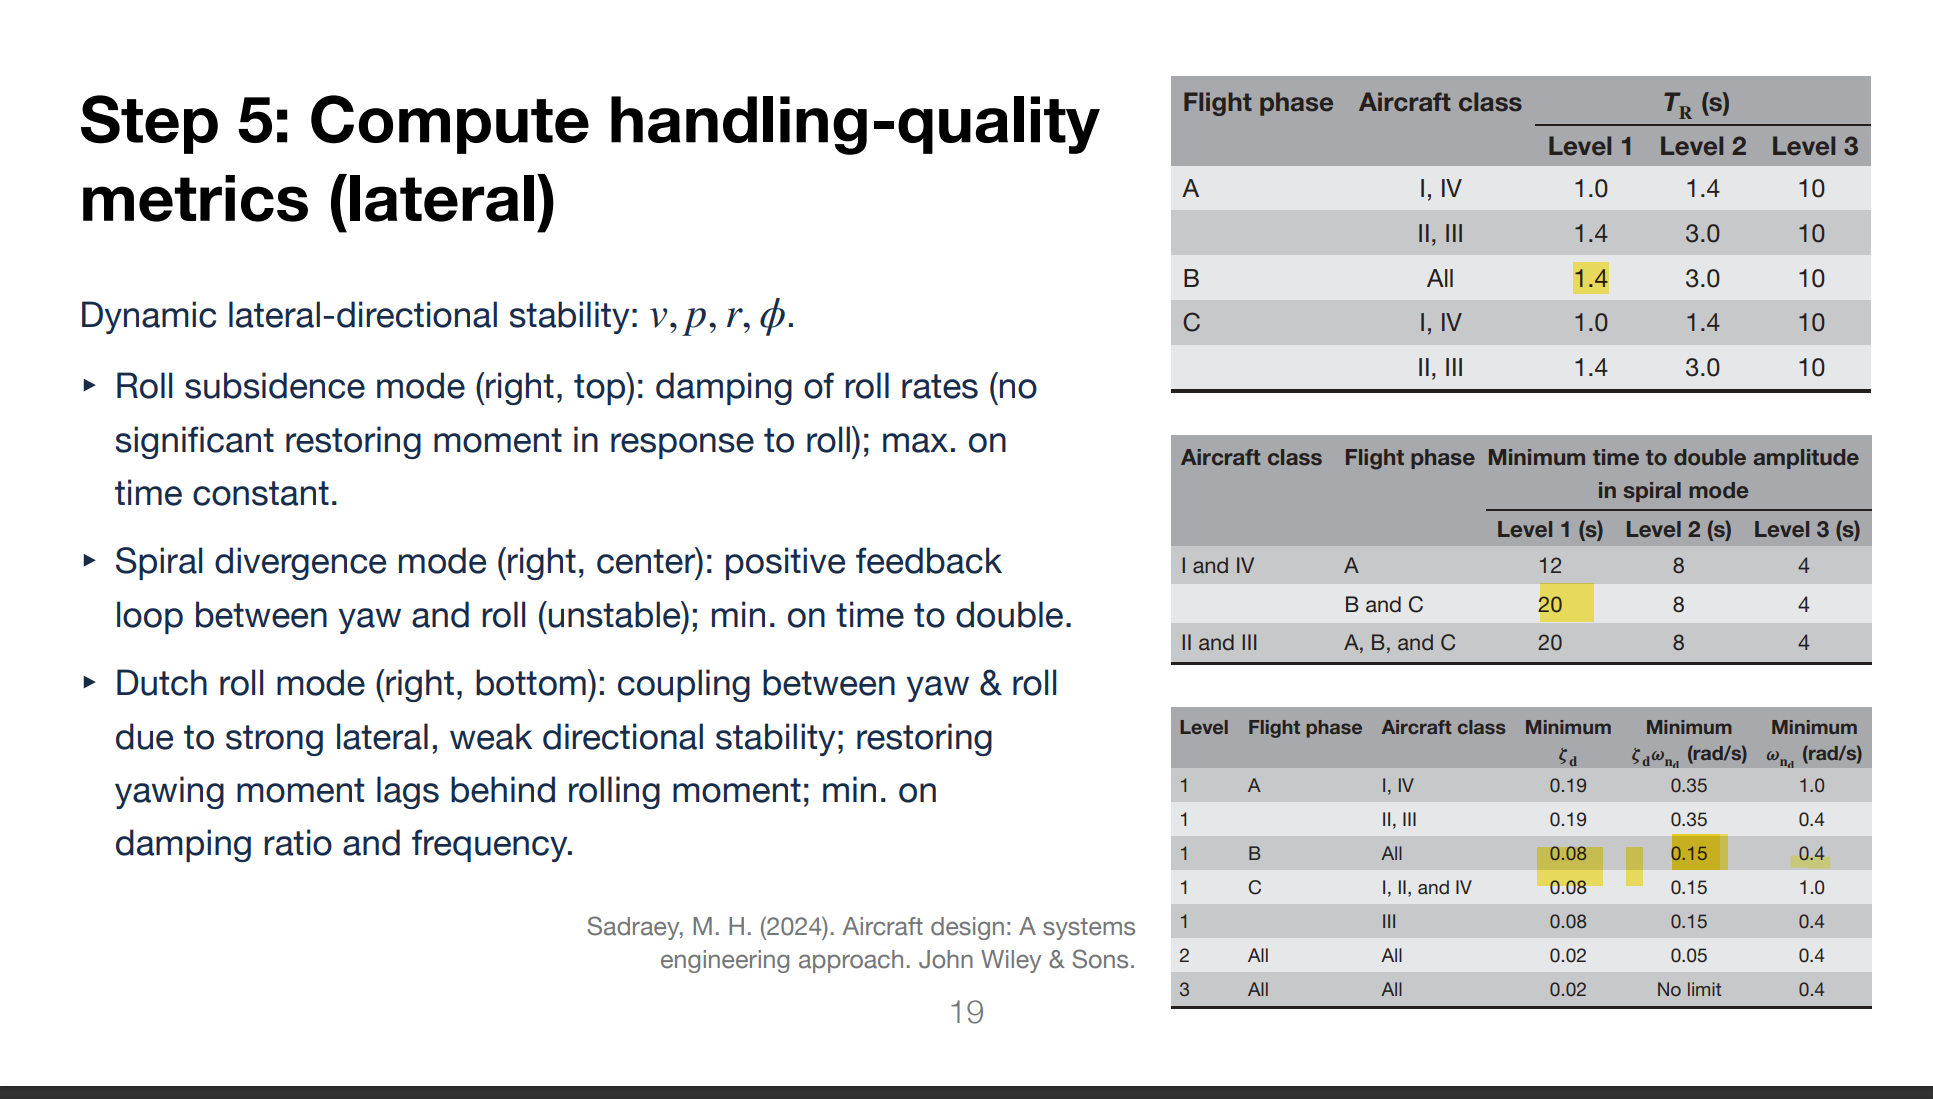 Step 5: Compute handling-quality
metrics (lateral)
Dynamic lateral-directional stability: v, p, r, ϕ.
‣ Roll subsidence mode (right, top): damping of roll rates (no
significant restoring moment in response to roll); max. on
time constant.
‣ Spiral divergence mode (right, center): positive feedback
loop between yaw and roll (unstable); min. on time to double.
‣ Dutch roll mode (right, bottom): coupling between yaw & roll
due to strong lateral, weak directional stability; restoring
yawing moment lags behind rolling moment; min. on
damping ratio and frequency.
Sadraey, M. H. (2024). Aircraft design: A systems
engineering approach. John Wiley & Sons.
19
Flight phase Aircraft class T_R (s)
Level 1 Level 2 Level 3
A I, IV 1.0 1.4 10
II, III 1.4 3.0 10
B All 1.4 3.0 10
C I, IV 1.0 1.4 10
II, III 1.4 3.0 10
Aircraft class Flight phase Minimum time to double amplitude
in spiral mode
Level 1 (s) Level 2 (s) Level 3 (s)
I and IV A 12 8 4
B and C 20 8 4
II and III A, B, and C 20 8 4
Level Flight phase Aircraft class Minimum Minimum Minimum
ζ_d ζ_dω_n_d (rad/s) ω_n_d (rad/s)
1 A I, IV 0.19 0.35 1.0
1 II, III 0.19 0.35 0.4
1 B All 0.08 0.15 0.4
1 C I, II, and IV 0.08 0.15 1.0
1 III 0.08 0.15 0.4
2 All All 0.02 0.05 0.4
3 All All 0.02 No limit 0.4